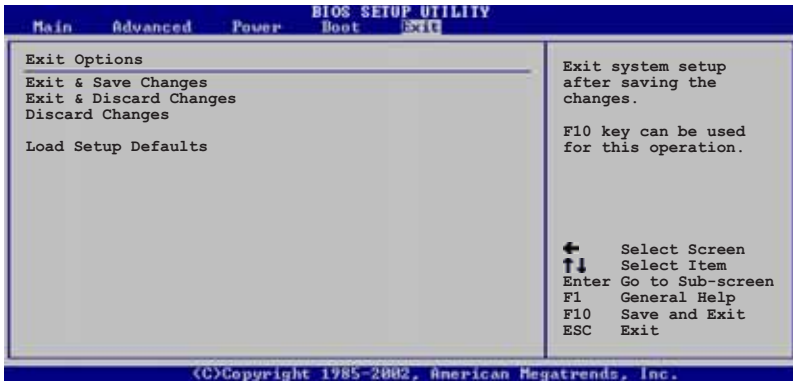 BIOS SETUP UTILITY
Main Advanced Power Boot Exit
Exit Options
Exit & Save Changes
Exit & Discard Changes
Discard Changes
Load Setup Defaults
Exit system setup
after saving the
changes.
F10 key can be used
for this operation.
← Select Screen
↑↓ Select Item
Enter Go to Sub-screen
F1 General Help
F10 Save and Exit
ESC Exit
(C)Copyright 1985-2002, American Megatrends, Inc.